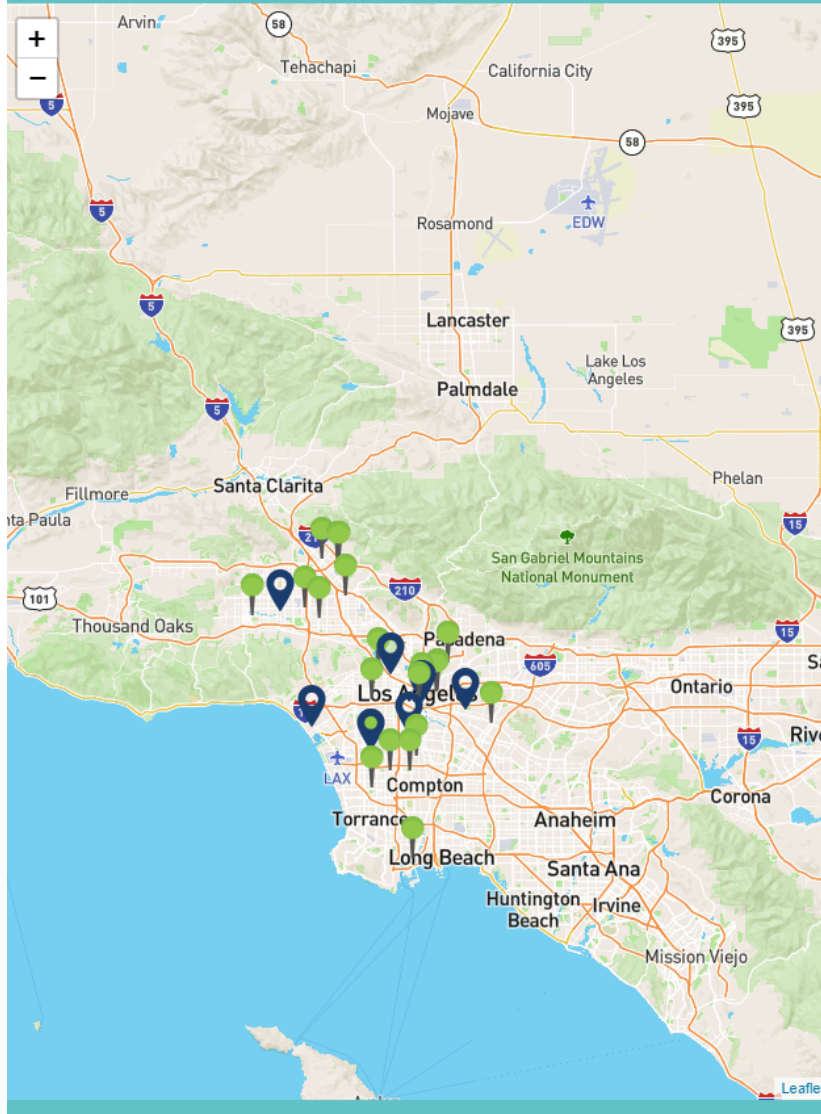 +
−
Arvin
58
395
Tehachapi
California City
5
395
Mojave
58
5
Rosamond
EDW
5
Lancaster
395
Lake Los
Angeles
Palmdale
5
Phelan
Santa Clarita
Fillmore
nta Paula
15
San Gabriel Mountains
National Monument
210
101
Thousand Oaks
15
Pasadena
605
Los Angeles
Ontario
15
LAX
Compton
Corona
Torrance
Anaheim
Long Beach
Santa Ana
Huntington
Beach
Irvine
Mission Viejo
Leafle